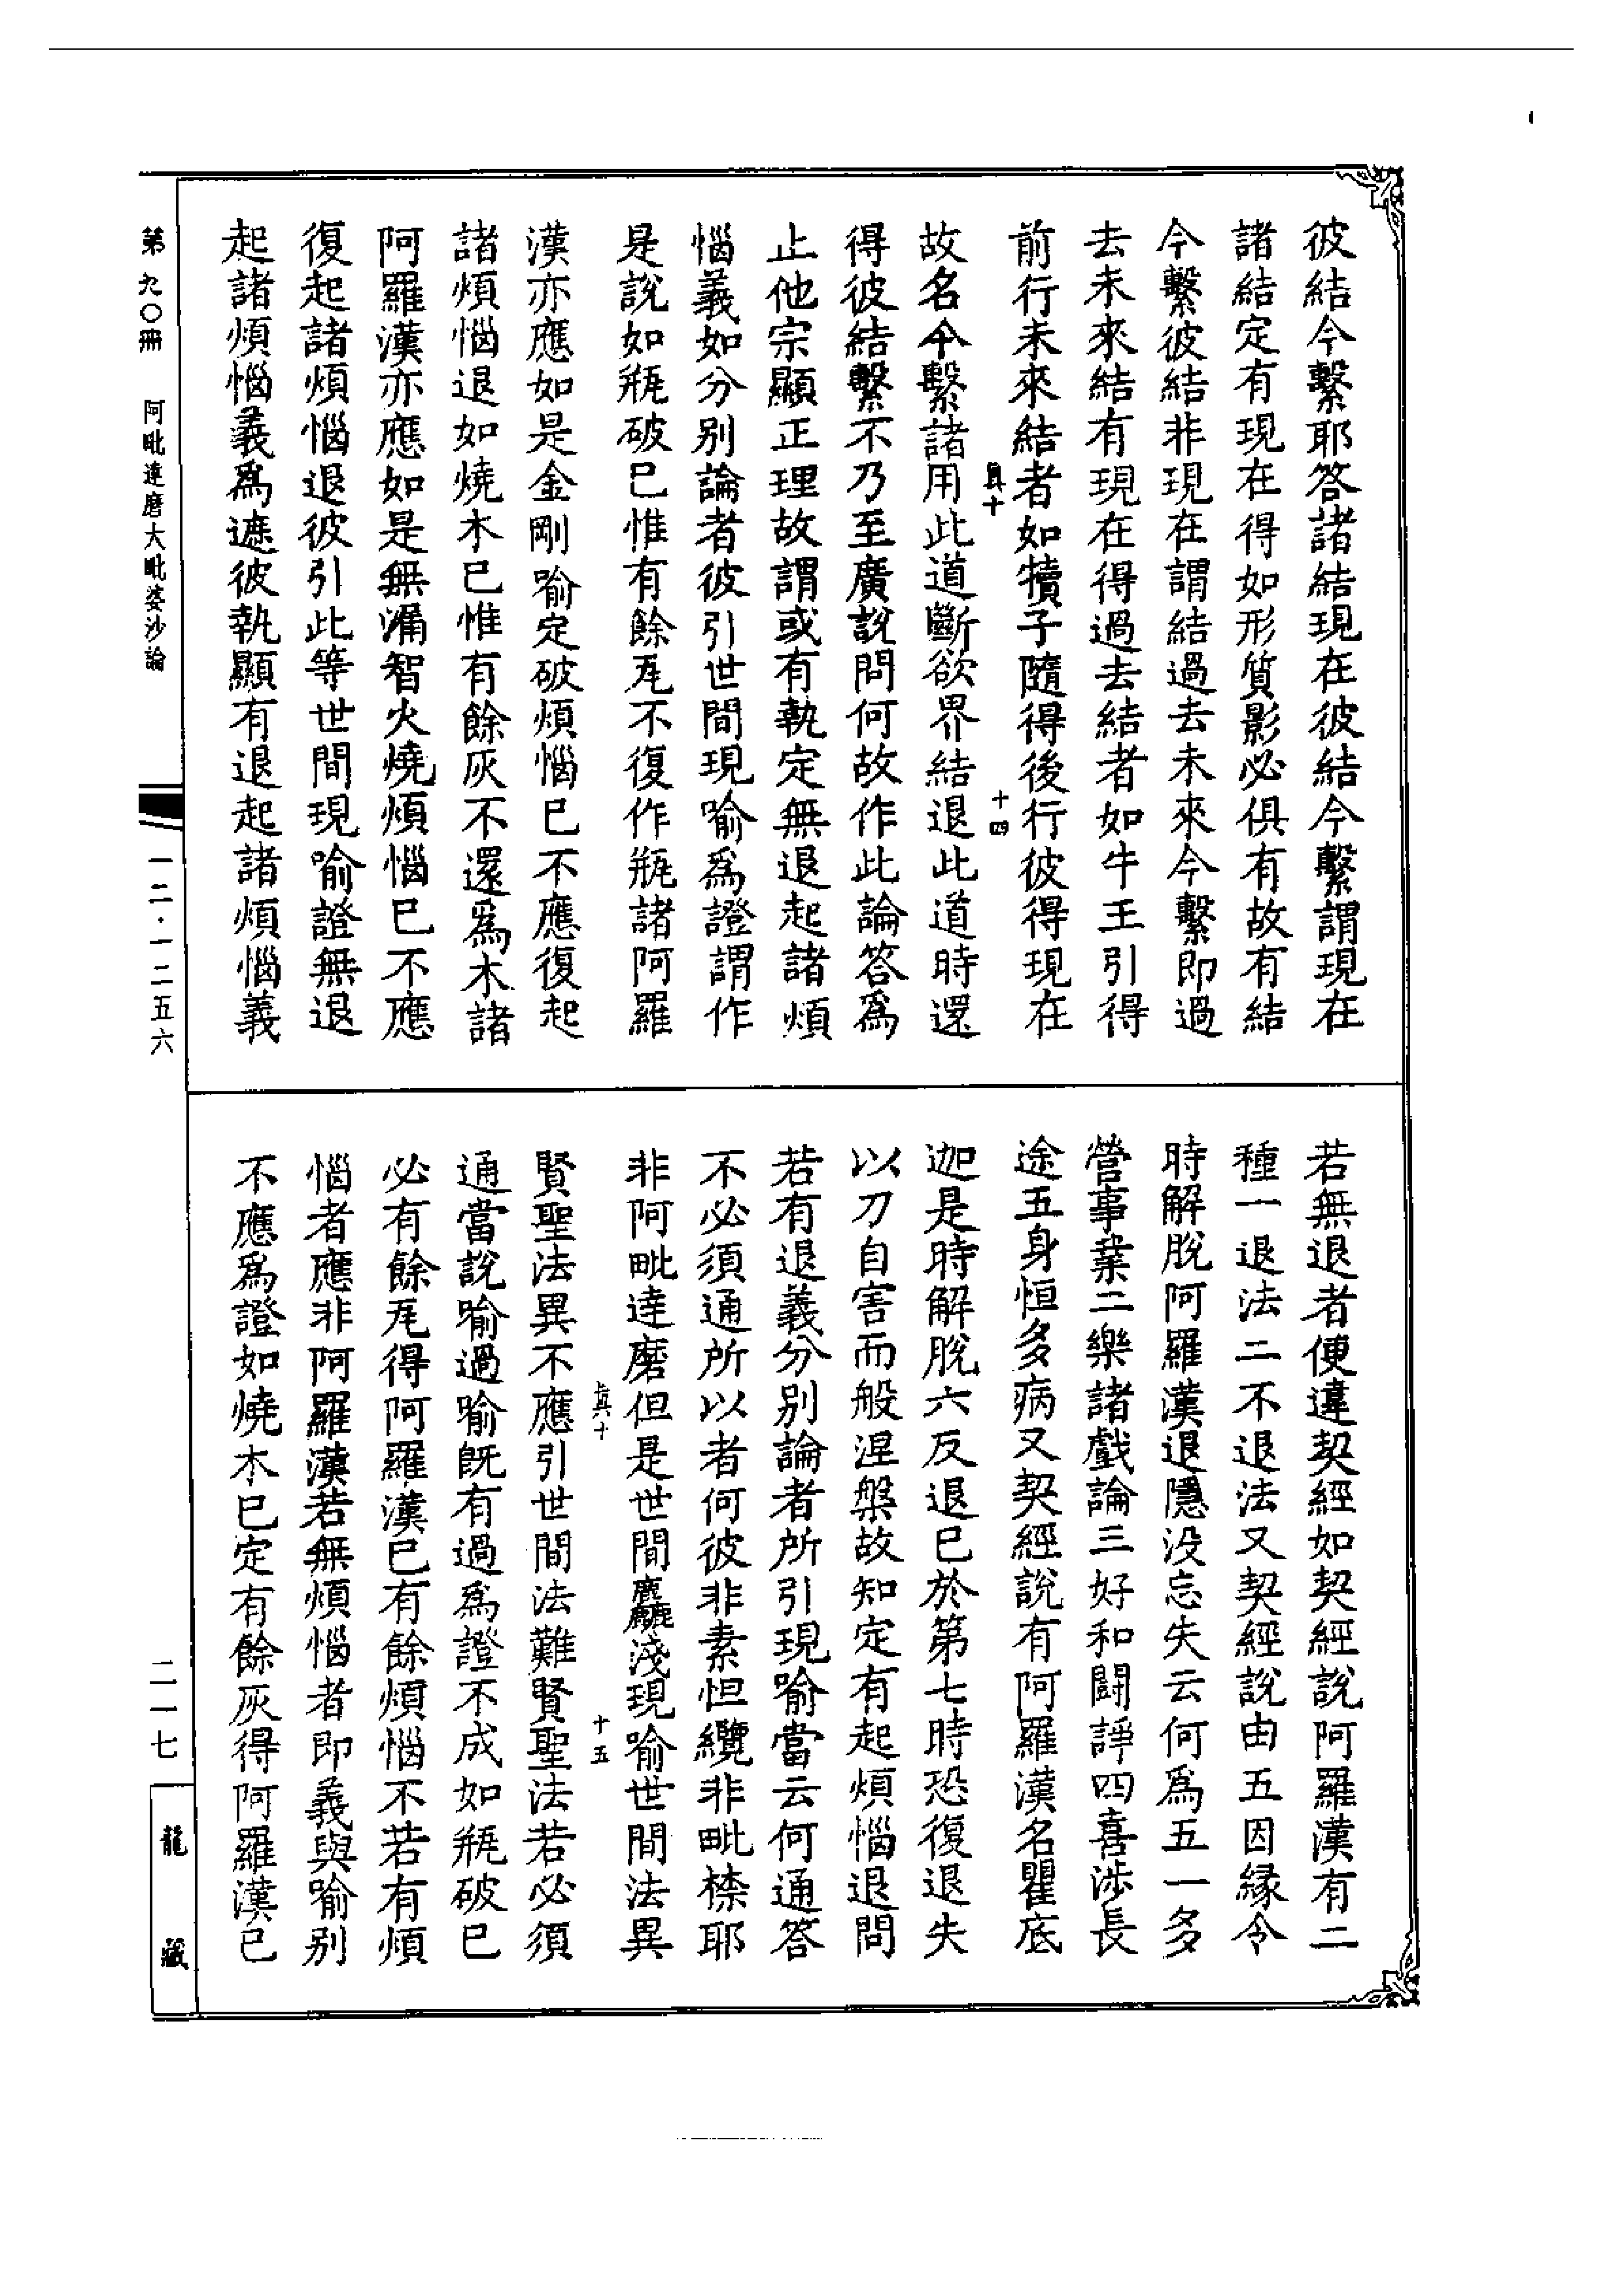 彼結今繫耶答諸結現在彼結今繫謂現在
諸結定有現在得如形質影必俱有故有結
今繫彼結非現在謂結過去未來今繫即過
去未來結有現在得過去結者如牛王引得
前行未來結者如犢子隨得後行彼得現在
十四
故名今繫諸用此道斷欲界結退此道時還
得彼結繫不乃至廣說問何故作此論答爲
止他宗顯正理故謂或有執定無退起諸煩
惱義如分別論者彼引世間現喻爲證謂作
是說如瓶破已惟有餘瓦不復作瓶諸阿羅
漢亦應如是金剛喻定破煩惱已不應復起
諸煩惱退如燒木已惟有餘灰不還爲木諸
阿羅漢亦應如是無漏智火燒煩惱已不應
復起諸煩惱退彼引此等世間現喻證無退
起諸煩惱義爲遮彼執顯有退起諸煩惱義
若無退者便違契經如契經說阿羅漢有二
種一退法二不退法又契經說由五因緣令
時解脫阿羅漢退隱沒忘失云何爲五一多
營事業二樂諸戲論三好和鬪諍四喜涉長
途五身恒多病又契經說有阿羅漢名瞿底
迦是時解脫六反退已於第七時恐復退失
以刀自害而般涅槃故知定有起煩惱退問
若有退義分別論者所引現喻當云何通答
不必須通所以者何彼非素怛纜非毗柰耶
非阿毗達磨但是世間麤淺現喻世間法異
十五
賢聖法異不應引世間法難賢聖法若必須
通當說喻過喻既有過爲證不成如瓶破已
必有餘瓦得阿羅漢已有餘煩惱不若有煩
惱者應非阿羅漢若無煩惱者即義與喻別
不應爲證如燒木已定有餘灰得阿羅漢已
第九〇冊 阿毗達磨大毗婆沙論
一二·一二五六
二一七
龍藏